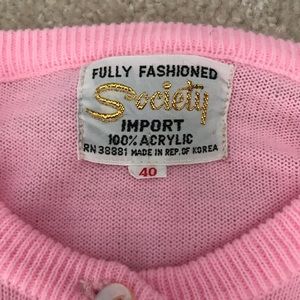 FULLY FASHIONED
Society
IMPORT
100% ACRYLIC
RN 38881 MADE IN REP. OF KOREA
40